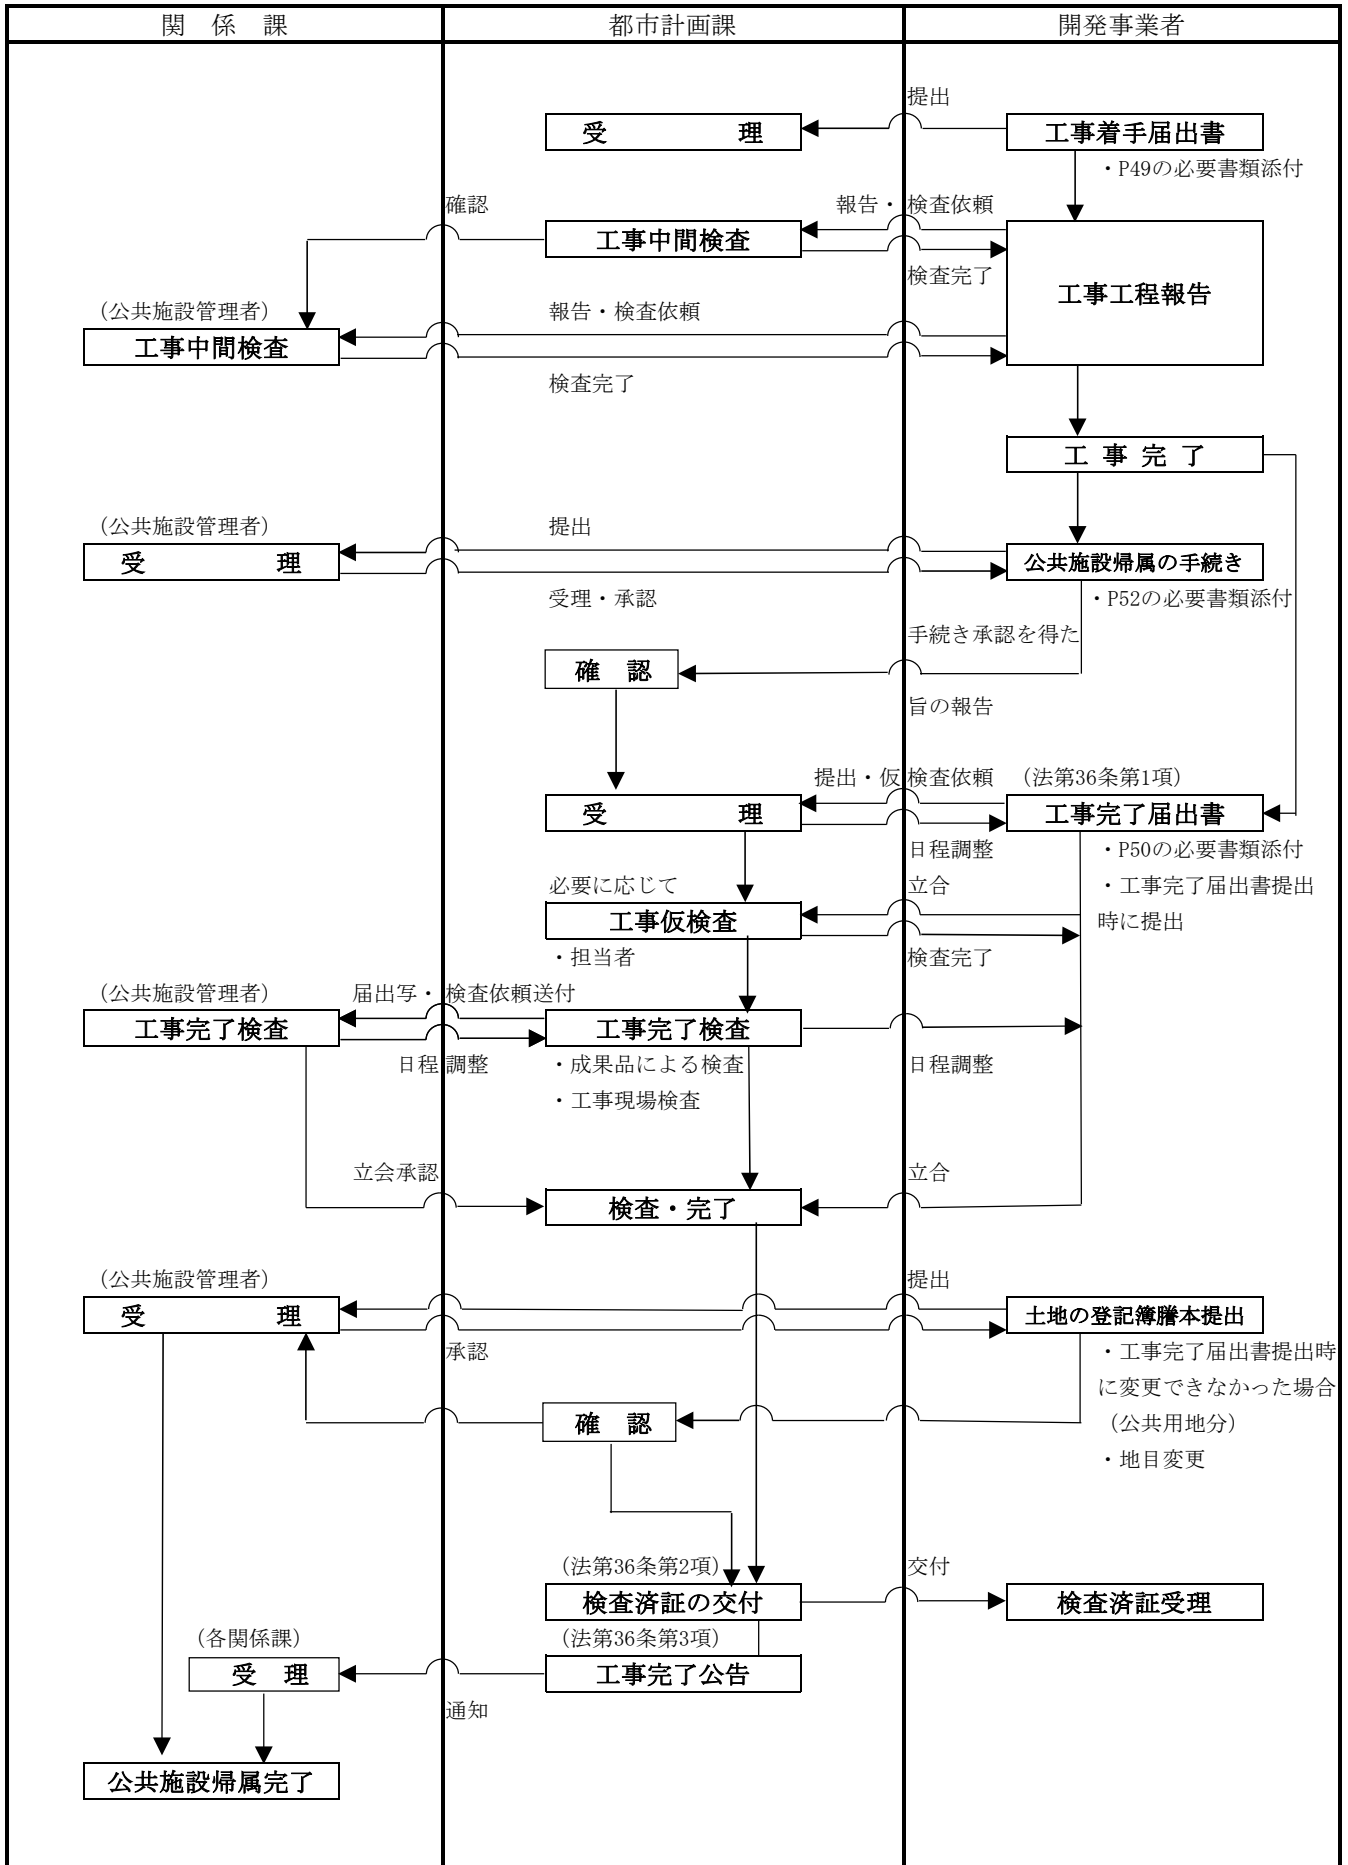 関　係　課
都市計画課
開発事業者
提出
受　　　　　理
工事着手届出書
・P49の必要書類添付
確認
報告・検査依頼
工事中間検査
検査完了
工事工程報告
(公共施設管理者)
報告・検査依頼
工事中間検査
検査完了
工 事 完 了
(公共施設管理者)
提出
受　　　　　理
公共施設帰属の手続き
受理・承認
・P52の必要書類添付
手続き承認を得た
確　認
旨の報告
提出・仮検査依頼
(法第36条第1項)
受　　　　　理
工事完了届出書
日程調整
・P50の必要書類添付
必要に応じて
立合
・工事完了届出書提出
工事仮検査
時に提出
・担当者
検査完了
(公共施設管理者)
届出写・検査依頼送付
工事完了検査
工事完了検査
日程調整
・成果品による検査
日程調整
・工事現場検査
立会承認
立合
検査・完了
(公共施設管理者)
提出
受　　　　　理
土地の登記簿謄本提出
承認
・工事完了届出書提出時
に変更できなかった場合
確　認
(公共用地分)
・地目変更
(法第36条第2項)
交付
検査済証の交付
検査済証受理
(各関係課)
(法第36条第3項)
受　理
工事完了公告
通知
公共施設帰属完了